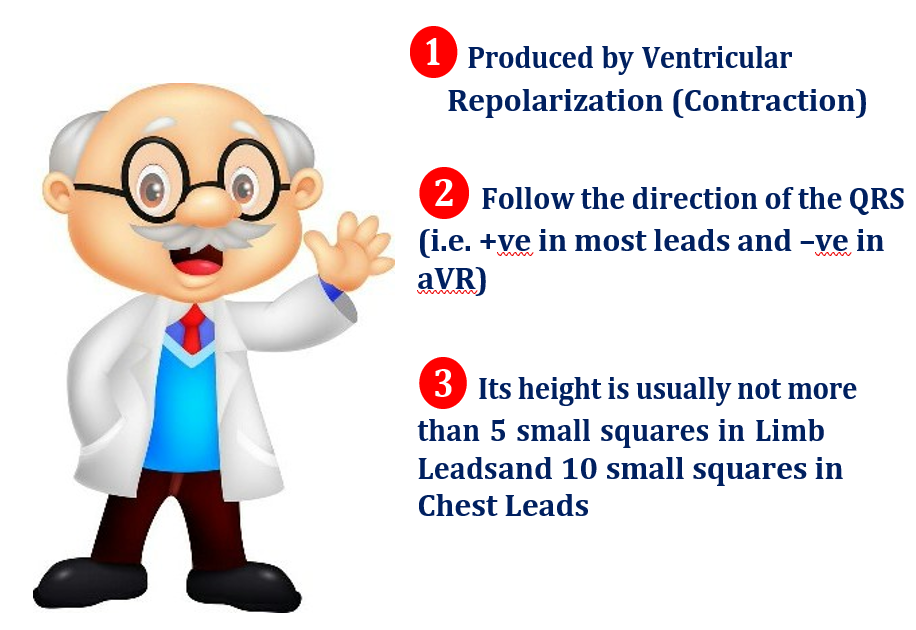 1 Produced by Ventricular
Repolarization (Contraction)
2 Follow the direction of the QRS
(i.e. +ve in most leads and –ve in
aVR)
3 Its height is usually not more
than 5 small squares in Limb
Leadsand 10 small squares in
Chest Leads